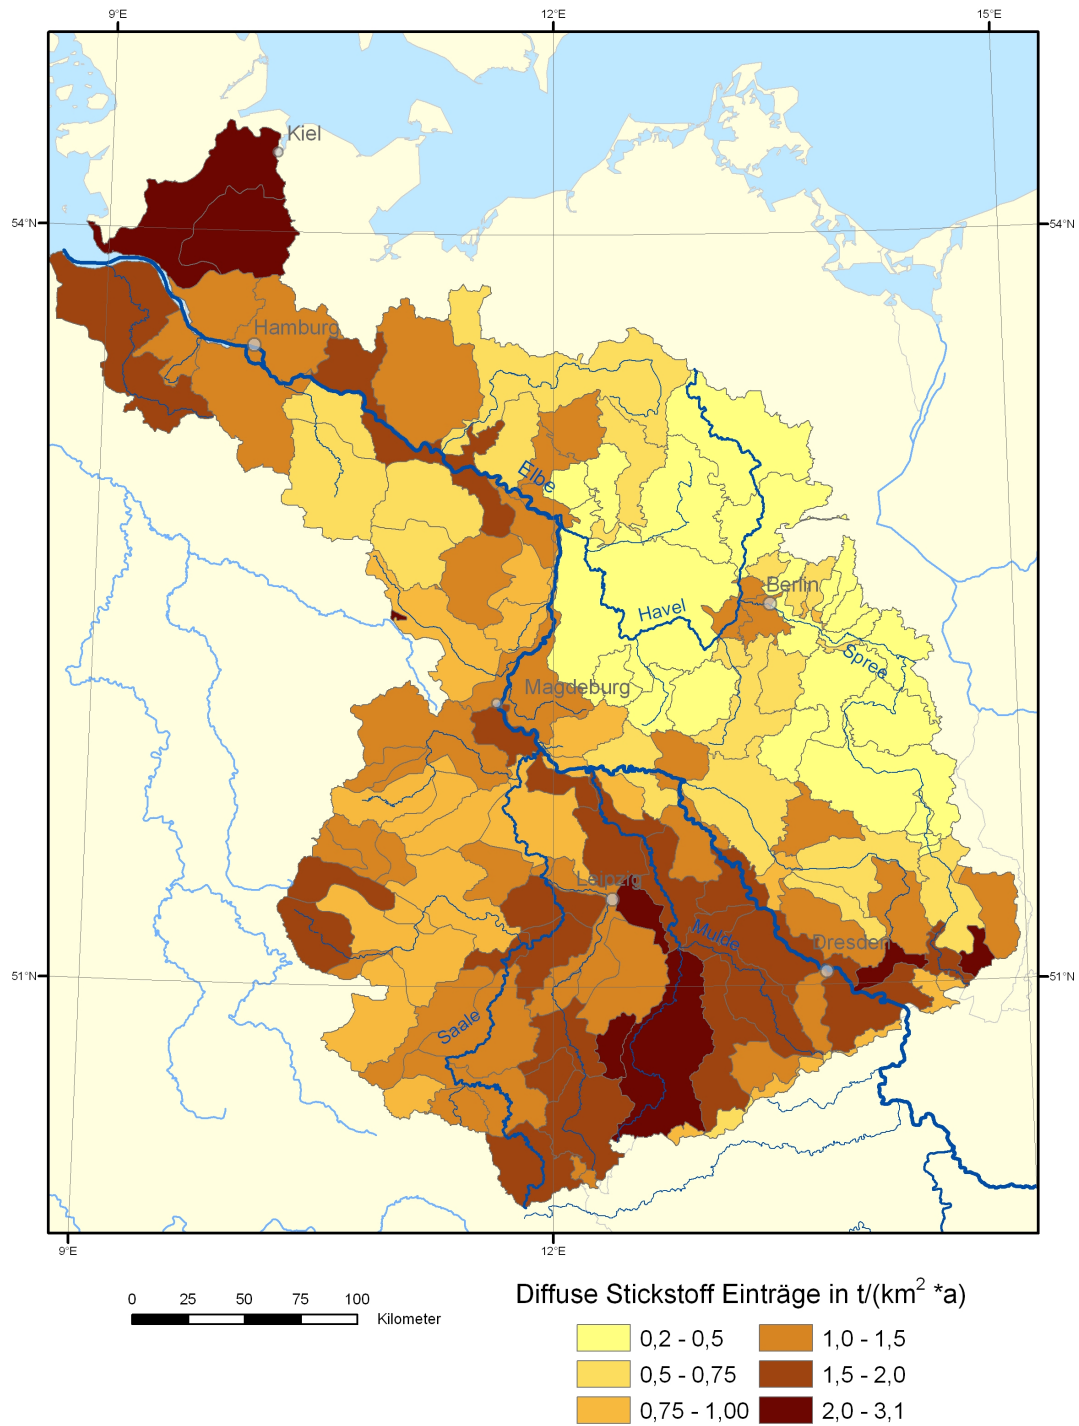 9°E 12°E 15°E
Kiel
54°N 54°N
Hamburg
Elbe
Berlin
Havel
Spree
Magdeburg
Leipzig
Mulde
Dresden
51°N 51°N
Saale
9°E 12°E
0 25 50 75 100
Kilometer
Diffuse Stickstoff Einträge in t/(km² *a)
0,2 - 0,5 1,0 - 1,5
0,5 - 0,75 1,5 - 2,0
0,75 - 1,00 2,0 - 3,1